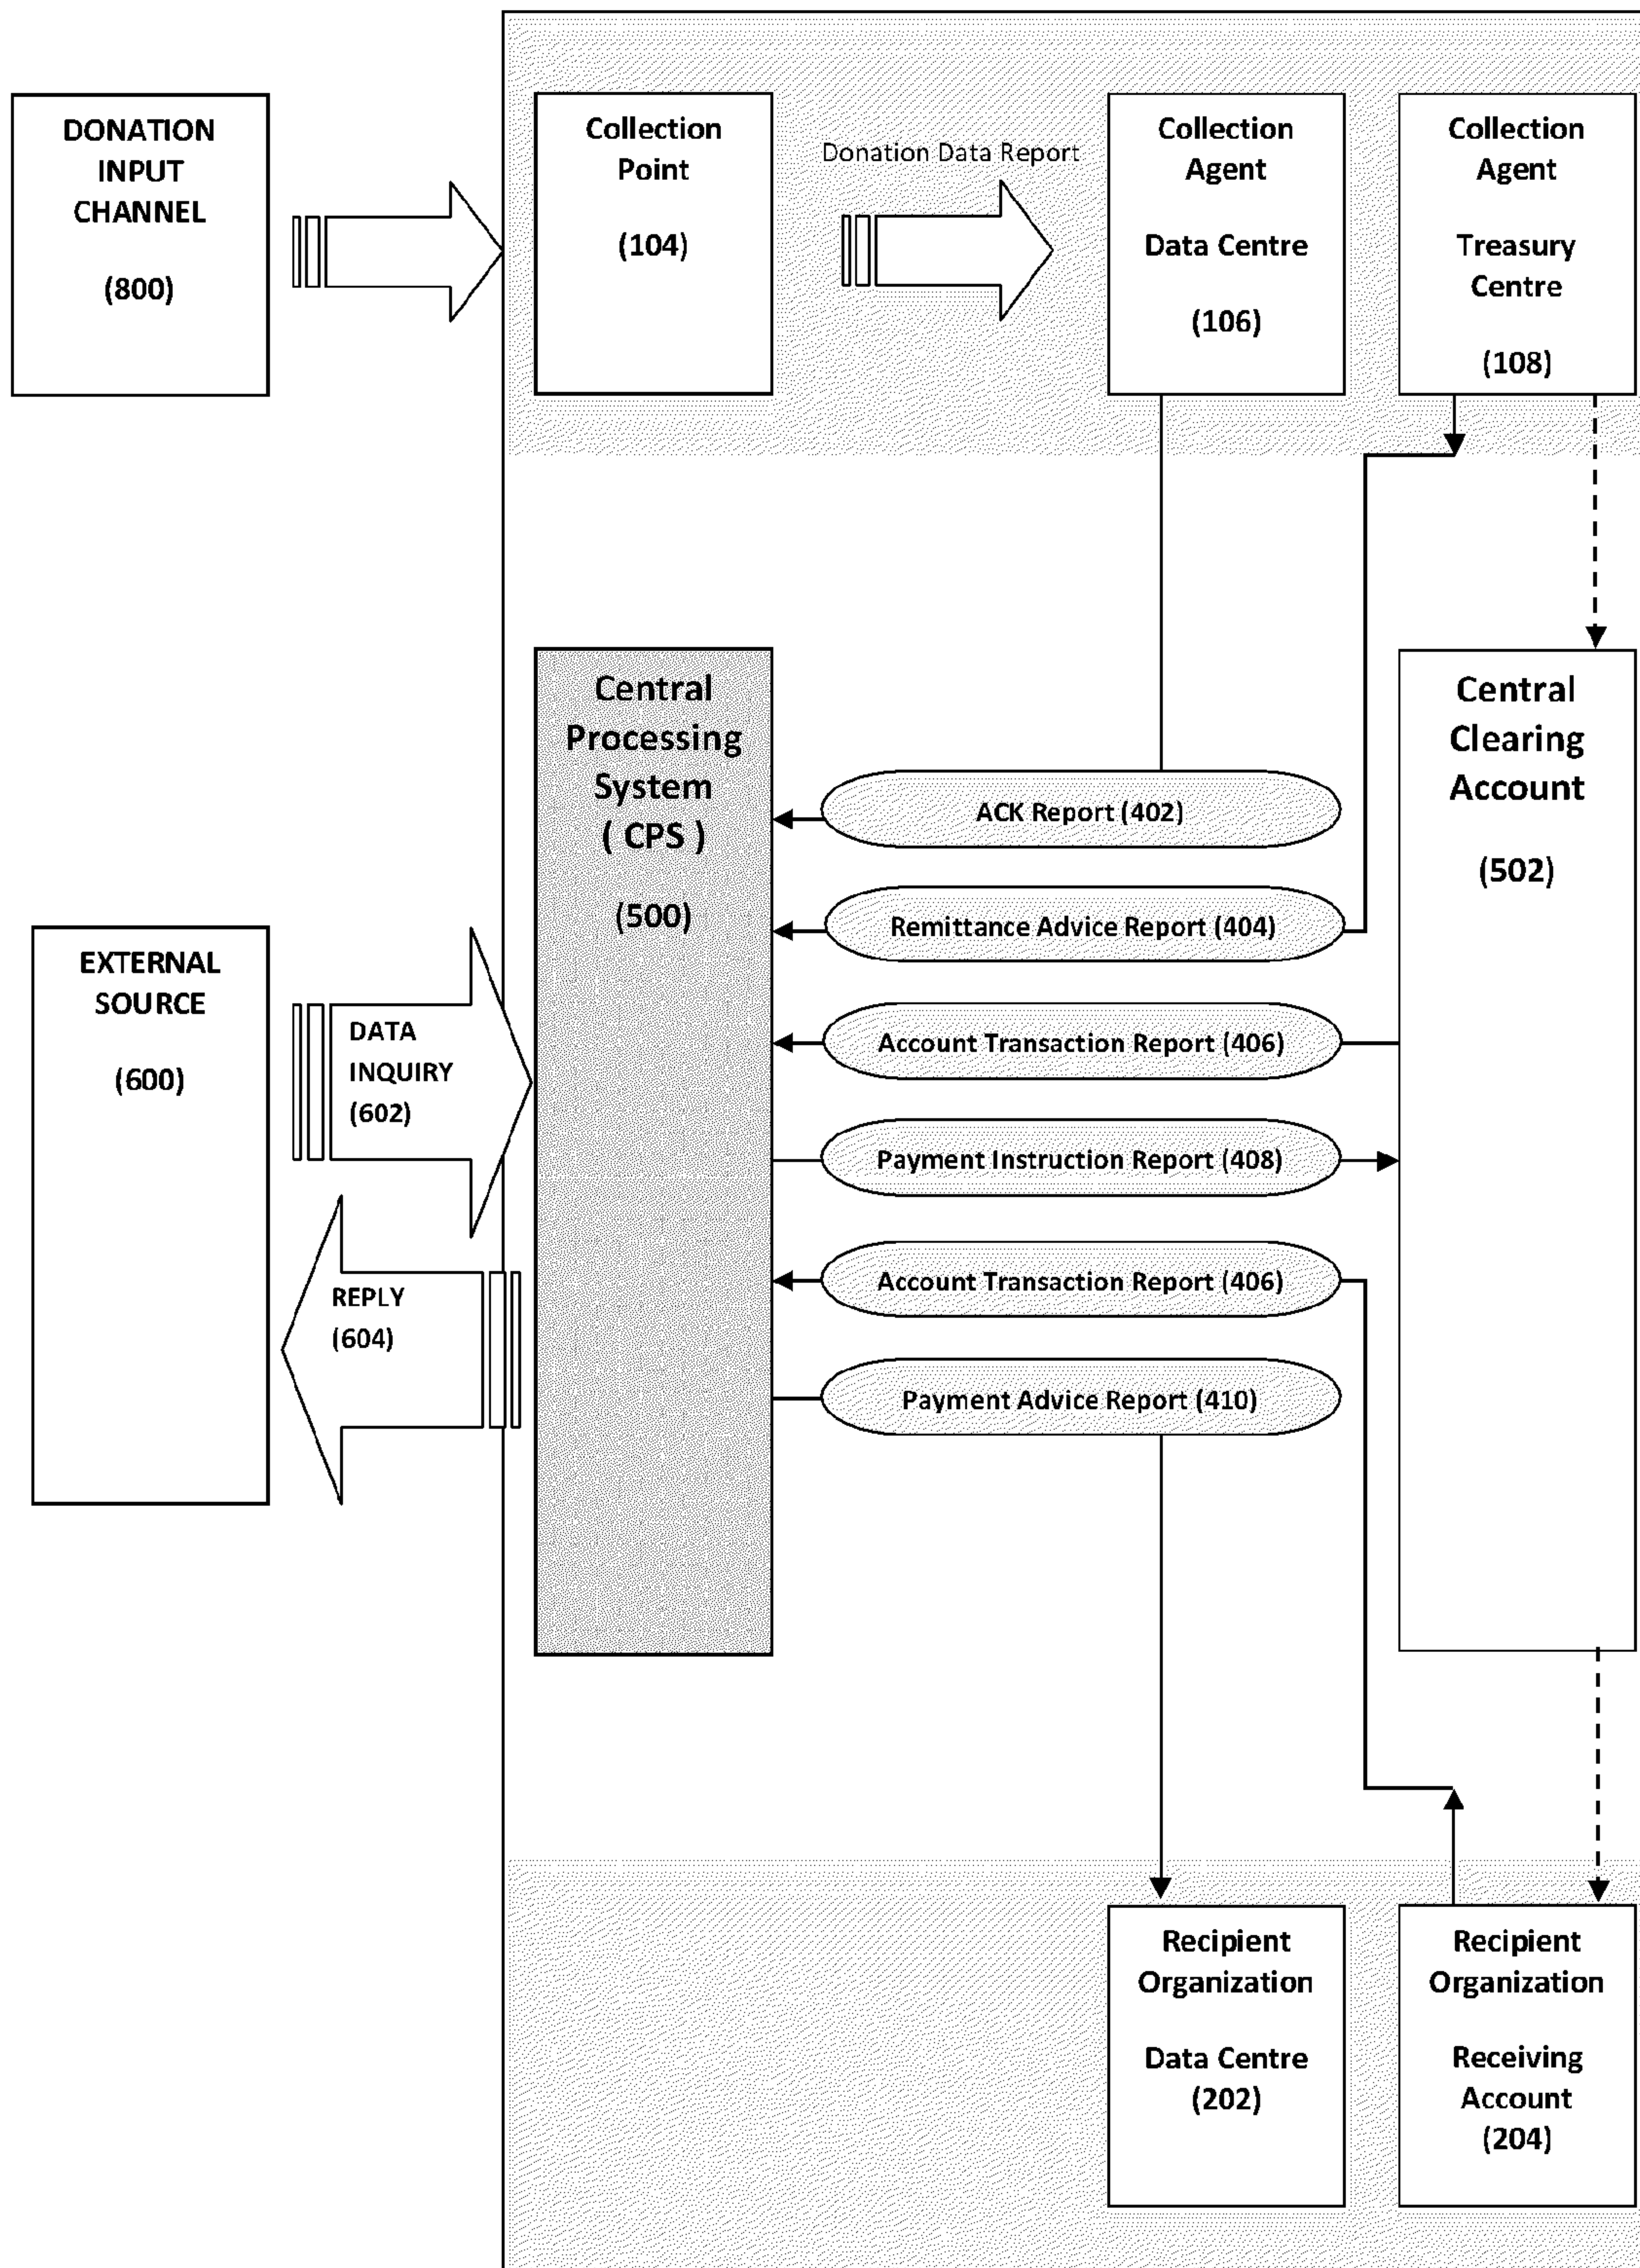 DONATION
INPUT
CHANNEL
(800)
Collection
Point
(104)
Donation Data Report
Collection
Agent
Data Centre
(106)
Collection
Agent
Treasury
Centre
(108)
Central
Processing
System
( CPS )
(500)
Central
Clearing
Account
(502)
ACK Report (402)
Remittance Advice Report (404)
Account Transaction Report (406)
Payment Instruction Report (408)
Account Transaction Report (406)
Payment Advice Report (410)
EXTERNAL
SOURCE
(600)
DATA
INQUIRY
(602)
REPLY
(604)
Recipient
Organization
Data Centre
(202)
Recipient
Organization
Receiving
Account
(204)